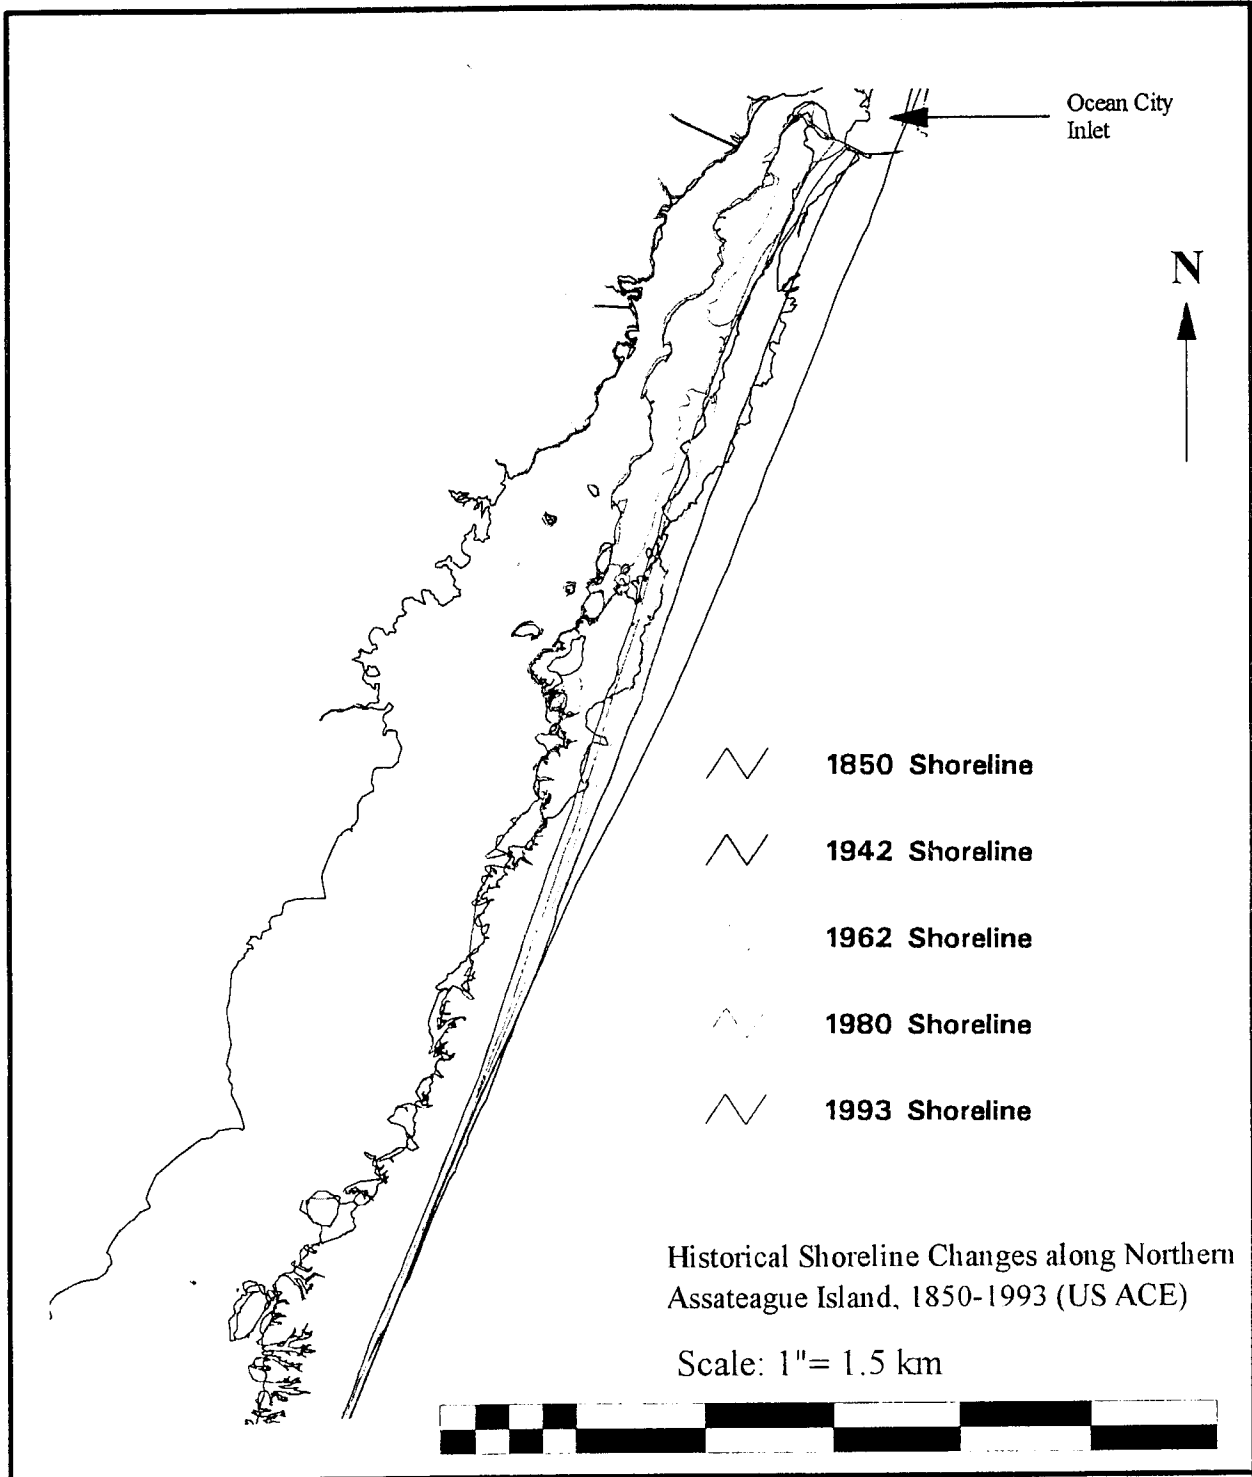 Ocean City
Inlet
N
1850 Shoreline
1942 Shoreline
1962 Shoreline
1980 Shoreline
1993 Shoreline
Historical Shoreline Changes along Northern
Assateague Island, 1850-1993 (US ACE)
Scale: 1"= 1.5 km